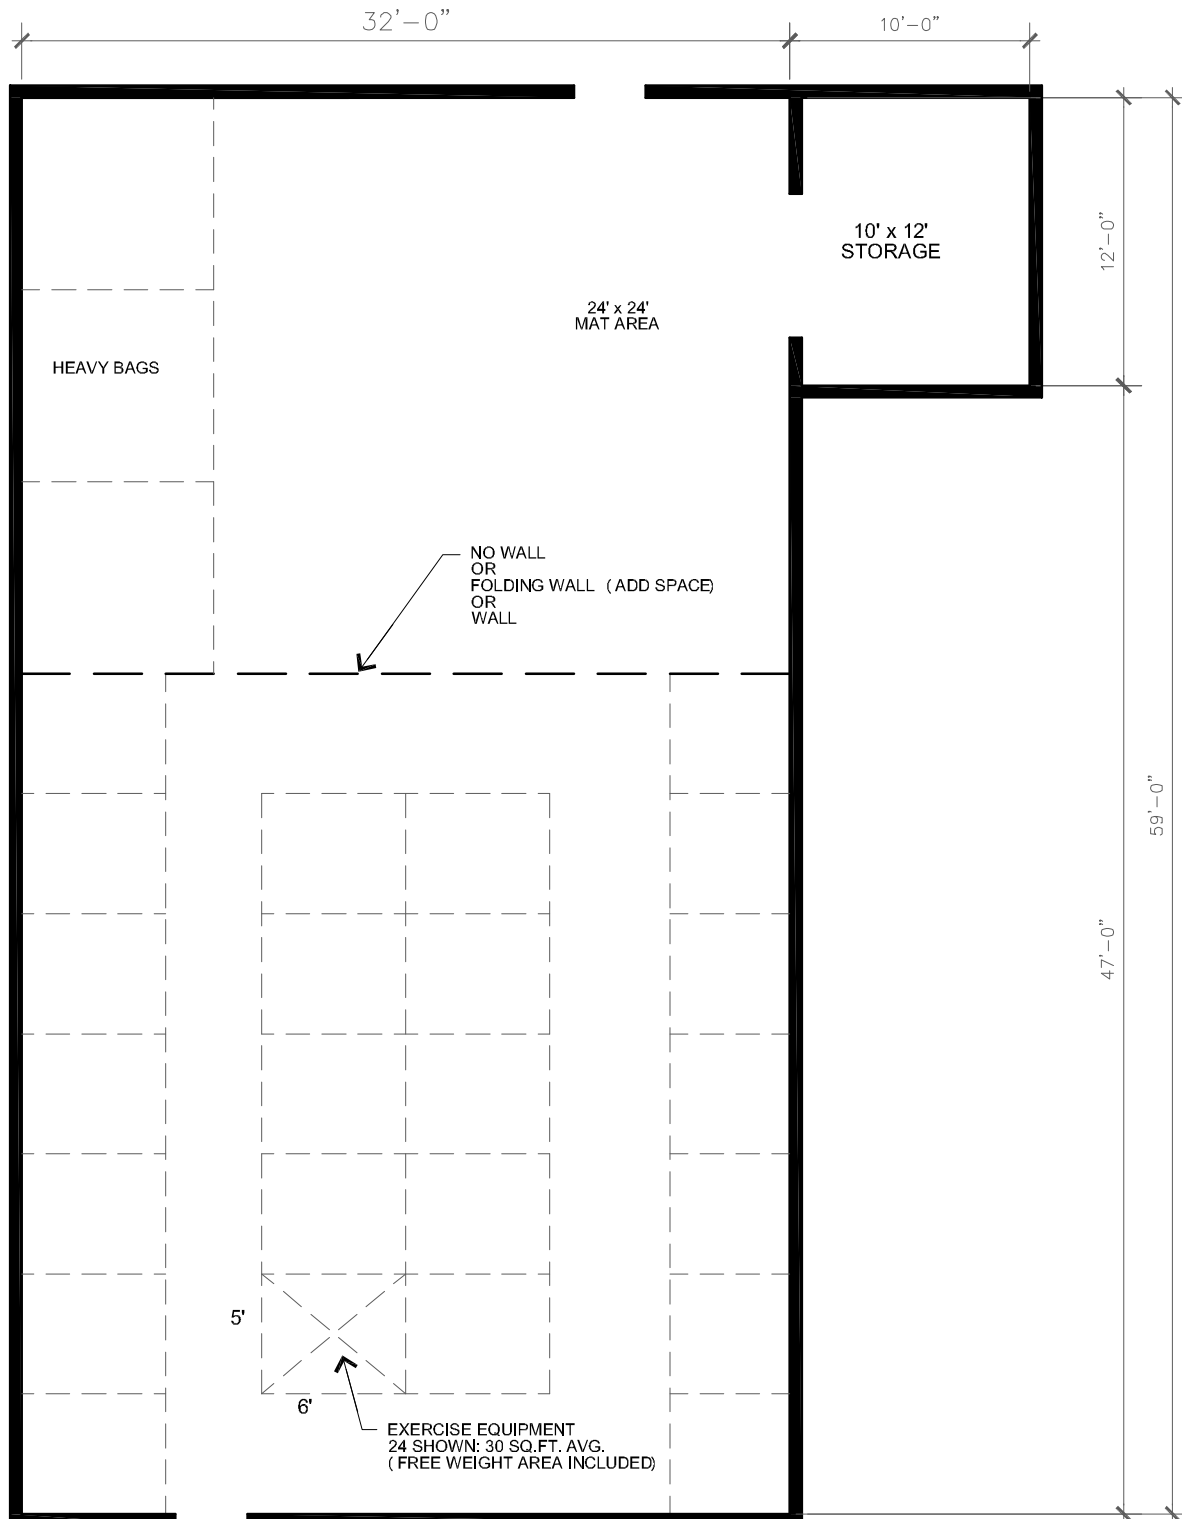 32'-0"
10'-0"
10' x 12'
STORAGE
12'-0"
24' x 24'
MAT AREA
HEAVY BAGS
NO WALL
OR
FOLDING WALL ( ADD SPACE)
OR
WALL
59'-0"
47'-0"
5'
6'
EXERCISE EQUIPMENT
24 SHOWN: 30 SQ.FT. AVG.
( FREE WEIGHT AREA INCLUDED)